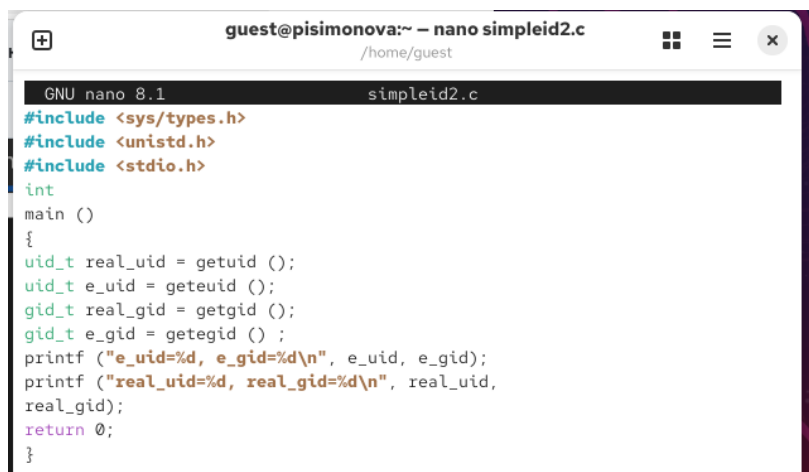 guest@pisimonova:~ — nano simpleid2.c
/home/guest
GNU nano 8.1 simpleid2.c
#include <sys/types.h>
#include <unistd.h>
#include <stdio.h>
int
main ()
{
uid_t real_uid = getuid ();
uid_t e_uid = geteuid ();
gid_t real_gid = getgid ();
gid_t e_gid = getegid () ;
printf ("e_uid=%d, e_gid=%d\n", e_uid, e_gid);
printf ("real_uid=%d, real_gid=%d\n", real_uid,
real_gid);
return 0;
}